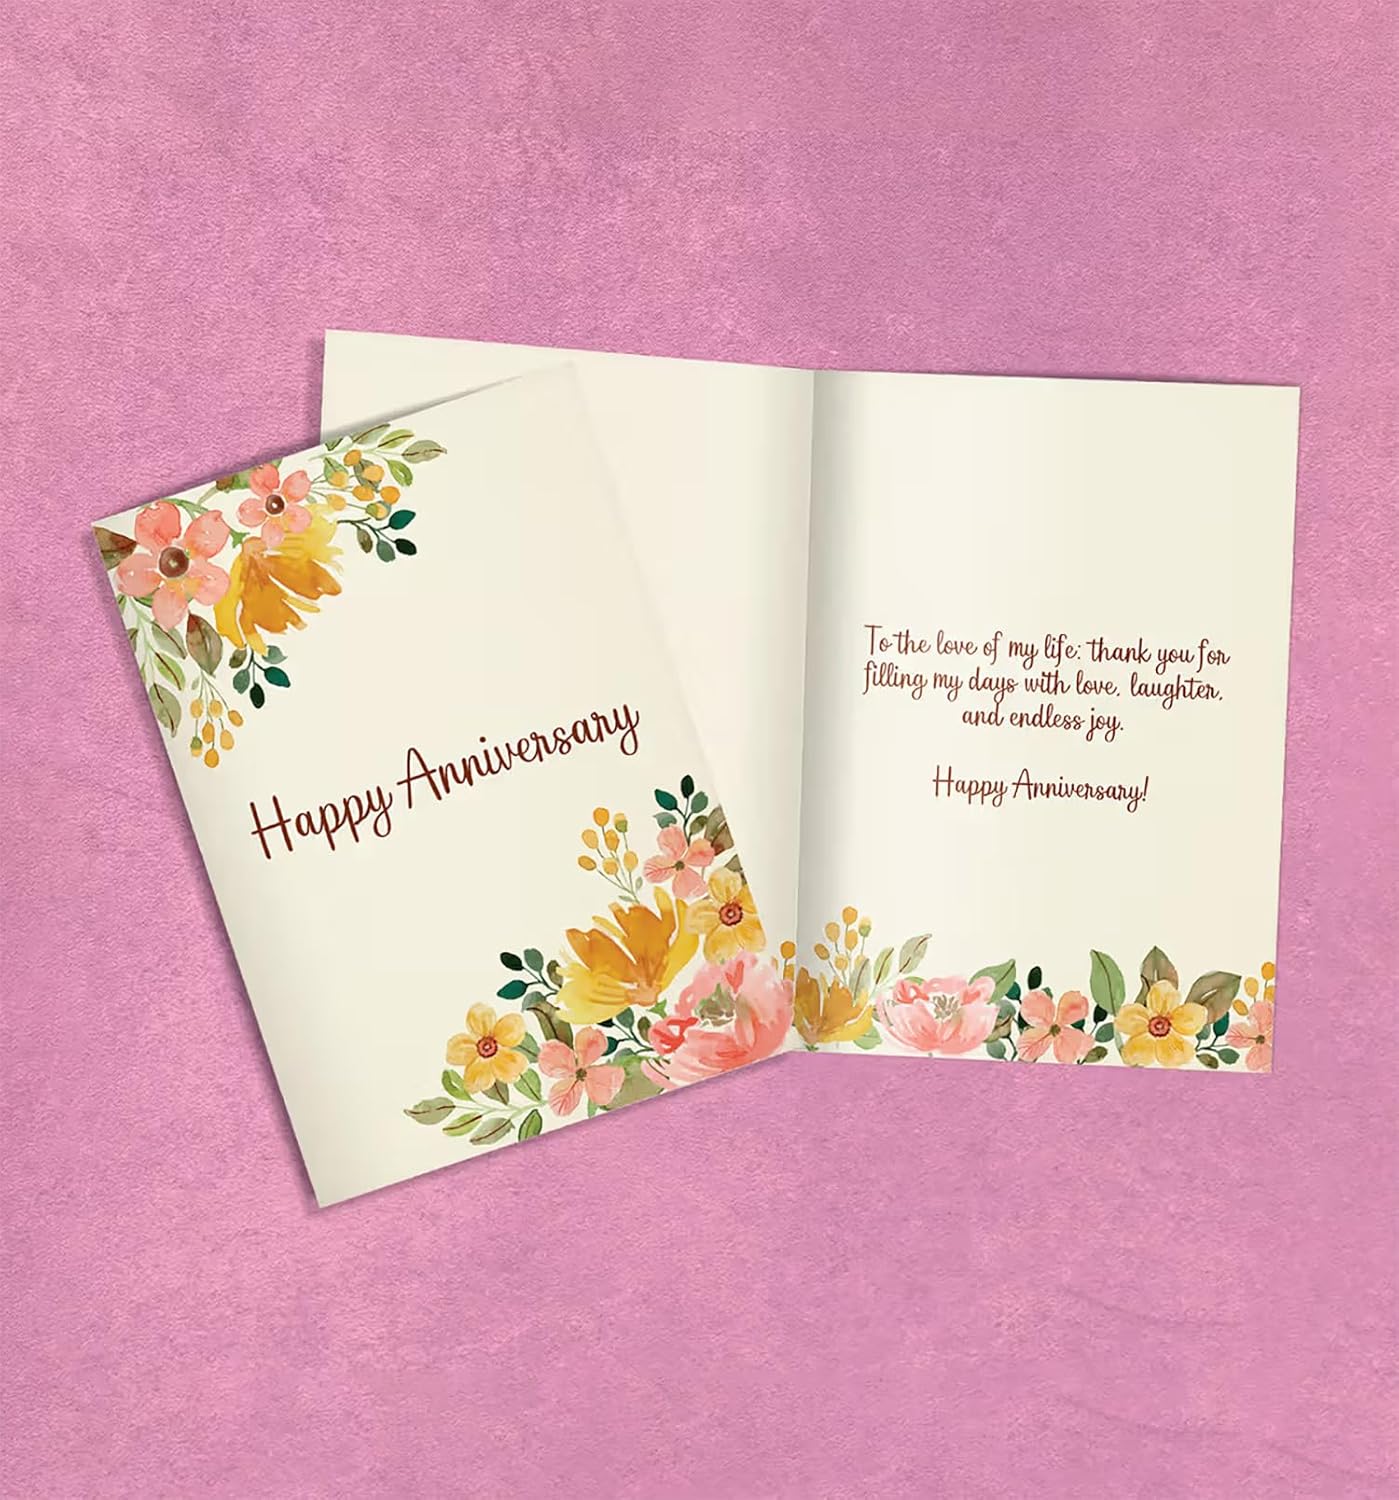 Happy Anniversary
To the love of my life: thank you for
filling my days with love, laughter,
and endless joy.
Happy Anniversary!